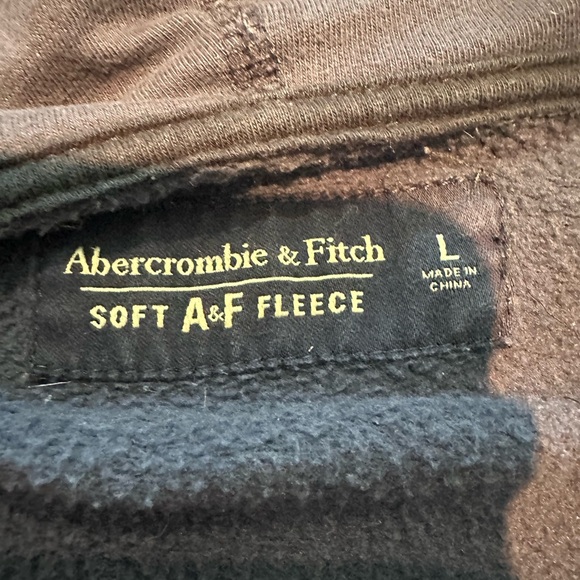 Abercrombie & Fitch
SOFT A&F FLEECE
L
MADE IN
CHINA